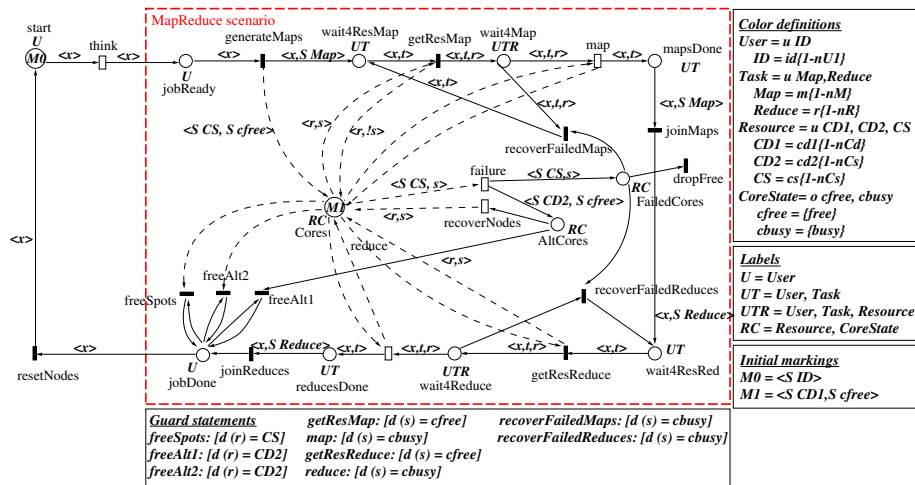 MapReduce scenario
start
U
M0
<x>
think
<x>
U
jobReady
<x>
generateMaps
<x,S Map>
wait4ResMap
UT
<x,t>
getResMap
<x,t,r>
wait4Map
UTR
<x,t,r>
map
<x,t>
mapsDone
UT
<x,t>
<x,t,r>
<r,s>
<r,!s>
<S CS, S cfree>
recoverFailedMaps
<x,S Map>
joinMaps
failure
<S CS,s>
<S CS, s>
RC
FailedCores
dropFree
M1
RC
Cores
<S CD2, S cfree>
<r,s>
recoverNodes
RC
AltCores
reduce
<r,s>
<x>
freeSpots
freeAlt2
freeAlt1
recoverFailedReduces
<x,S Reduce>
<x>
resetNodes
U
jobDone
<x,S Reduce>
joinReduces
UT
reducesDone
<x,t>
<x,t,r>
UTR
wait4Reduce
<x,t,r>
getResReduce
<x,t>
UT
wait4ResRed
Color definitions
User = u ID
ID = id{1-nU1}
Task = u Map,Reduce
Map = m{1-nM}
Reduce = r{1-nR}
Resource = u CD1, CD2, CS
CD1 = cd1{1-nCd}
CD2 = cd2{1-nCs}
CS = cs{1-nCs}
CoreState= o cfree, cbusy
cfree = {free}
cbusy = {busy}
Labels
U = User
UT = User, Task
UTR = User, Task, Resource
RC = Resource, CoreState
Initial markings
M0 = <S ID>
M1 = <S CD1,S cfree>
Guard statements
freeSpots: [d (r) = CS]
freeAlt1: [d (r) = CD2]
freeAlt2: [d (r) = CD2]
getResMap: [d (s) = cfree]
map: [d (s) = cbusy]
getResReduce: [d (s) = cfree]
reduce: [d (s) = cbusy]
recoverFailedMaps: [d (s) = cbusy]
recoverFailedReduces: [d (s) = cbusy]